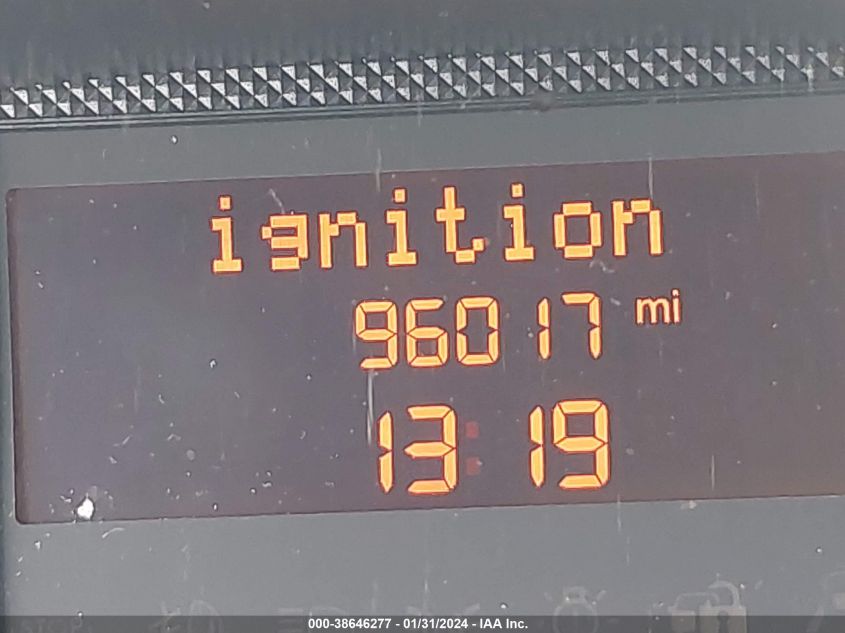 ignition
96017 mi
13:19
000-38646277 - 01/31/2024 - IAA Inc.